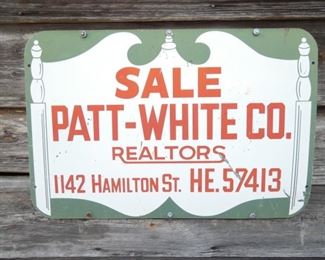 SALE
PATT-WHITE CO.
REALTORS
1142 HAMILTON ST. HE. 57413